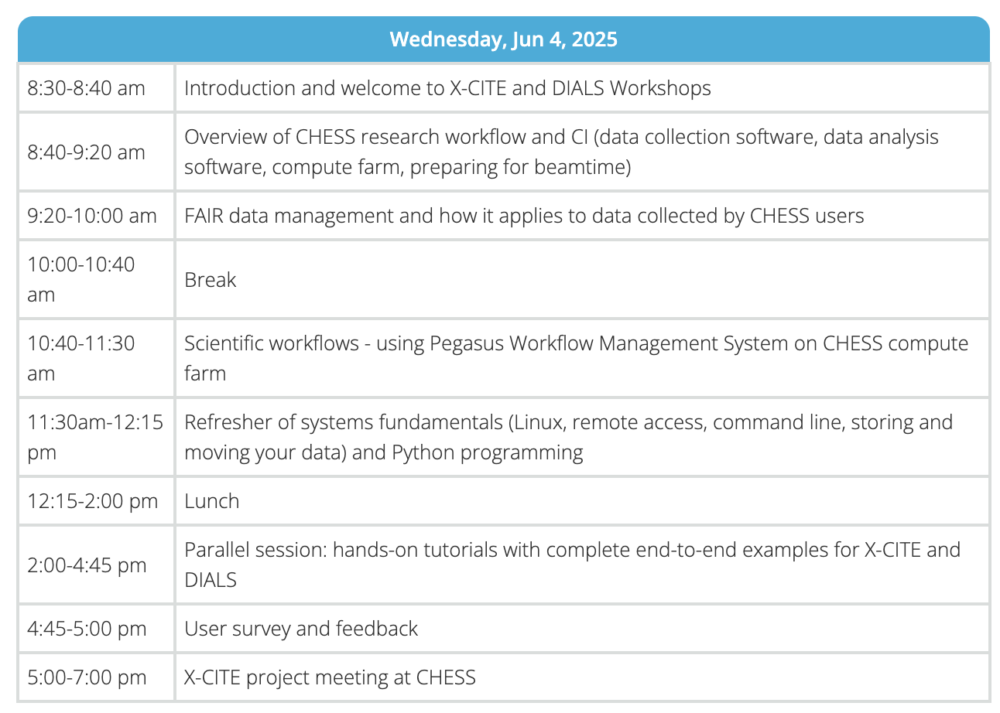 Wednesday, Jun 4, 2025
8:30-8:40 am
Introduction and welcome to X-CITE and DIALS Workshops
8:40-9:20 am
Overview of CHESS research workflow and CI (data collection software, data analysis
software, compute farm, preparing for beamtime)
9:20-10:00 am
FAIR data management and how it applies to data collected by CHESS users
10:00-10:40
am
Break
10:40-11:30
am
Scientific workflows - using Pegasus Workflow Management System on CHESS compute
farm
11:30am-12:15
pm
Refresher of systems fundamentals (Linux, remote access, command line, storing and
moving your data) and Python programming
12:15-2:00 pm
Lunch
2:00-4:45 pm
Parallel session: hands-on tutorials with complete end-to-end examples for X-CITE and
DIALS
4:45-5:00 pm
User survey and feedback
5:00-7:00 pm
X-CITE project meeting at CHESS